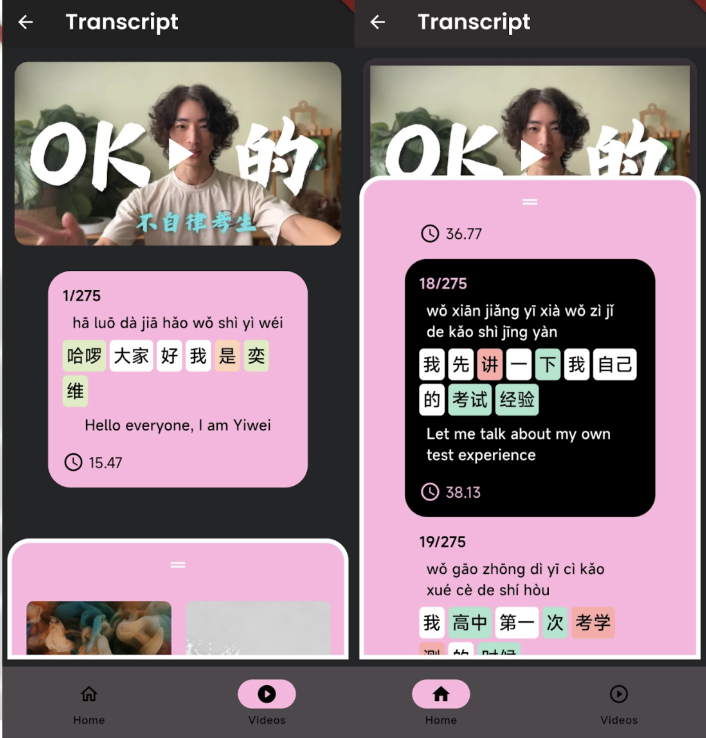 Transcript
OK 的
不自律考生
1/275
hā luō dà jiā hǎo wǒ shì yì wéi
哈啰 大家 好 我 是 奕
维
Hello everyone, I am Yiwei
15.47
Home
Videos
Transcript
OK 的
36.77
18/275
wǒ xiān jiǎng yī xià wǒ zì jǐ
de kǎo shì jīng yàn
我 先 讲 一 下 我 自己
的 考试 经验
Let me talk about my own
test experience
38.13
19/275
wǒ gāo zhōng dì yī cì kǎo
xué cè de shí hòu
我 高中 第一 次 考学
测 的 时候
Home
Videos